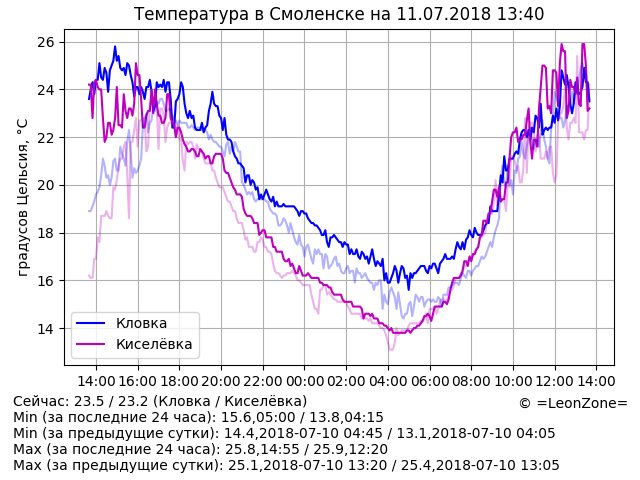 Температура в Смоленске на 11.07.2018 13:40
26
24
22
20
18
16
14
градусов Цельсия, °C
Кловка
Киселёвка
14:00 16:00 18:00 20:00 22:00 00:00 02:00 04:00 06:00 08:00 10:00 12:00 14:00
Сейчас: 23.5 / 23.2 (Кловка / Киселёвка)
© =LeonZone=
Min (за последние 24 часа): 15.6,05:00 / 13.8,04:15
Min (за предыдущие сутки): 14.4,2018-07-10 04:45 / 13.1,2018-07-10 04:05
Max (за последние 24 часа): 25.8,14:55 / 25.9,12:20
Max (за предыдущие сутки): 25.1,2018-07-10 13:20 / 25.4,2018-07-10 13:05